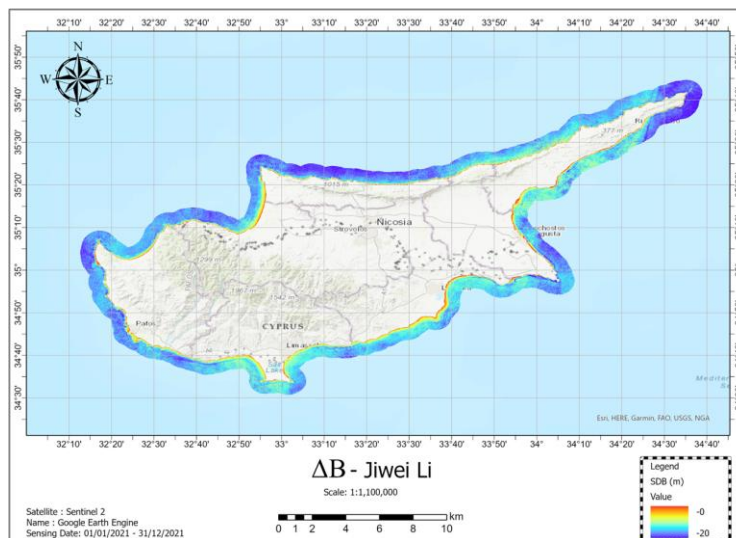 32°10' 32°20' 32°30' 32°40' 32°50' 33° 33°10' 33°20' 33°30' 33°40' 33°50' 34° 34°10' 34°20' 34°30' 34°40'
35°50'
35°40'
35°30'
35°20'
35°10'
35°
34°50'
34°40'
34°30'
N
W E
S
377 m
Nicosia
Strovolos
CYPRUS
Esri, HERE, Garmin, FAO, USGS, NGA
32°10' 32°20' 32°30' 32°40' 32°50' 33° 33°10' 33°20' 33°30' 33°40' 33°50' 34° 34°10' 34°20' 34°30' 34°40'
ΔB - Jiwei Li
Scale: 1:1,100,000
0 1 2 4 6 8 10 km
Satellite : Sentinel 2
Name : Google Earth Engine
Sensing Date: 01/01/2021 - 31/12/2021
Legend
SDB (m)
Value
-0
-20